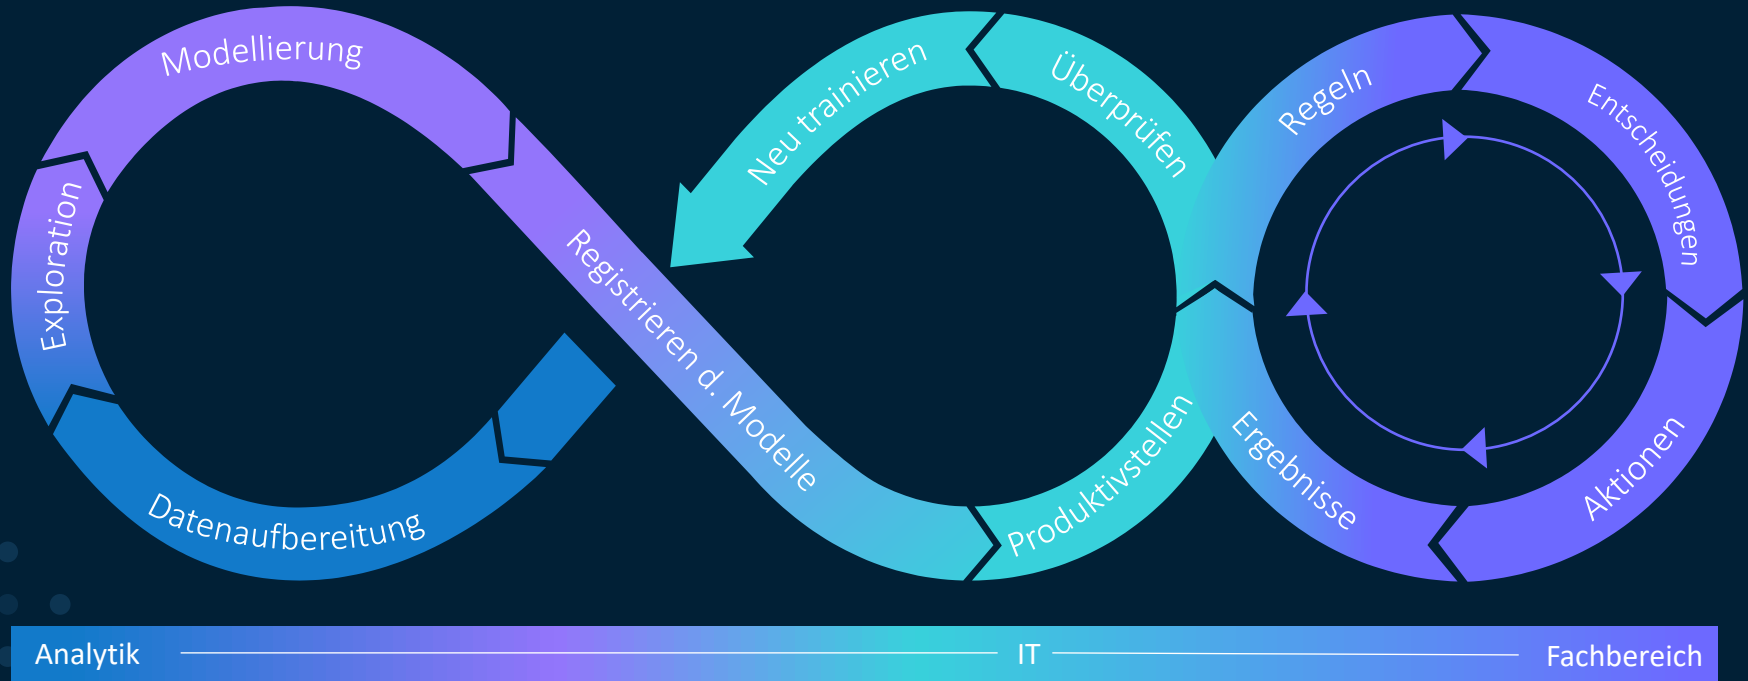 Modellierung
Neu trainieren
Überprüfen
Regeln
Entscheidungen
Exploration
Registrieren d. Modelle
Datenaufbereitung
Produktivstellen
Ergebnisse
Aktionen
Analytik
IT
Fachbereich